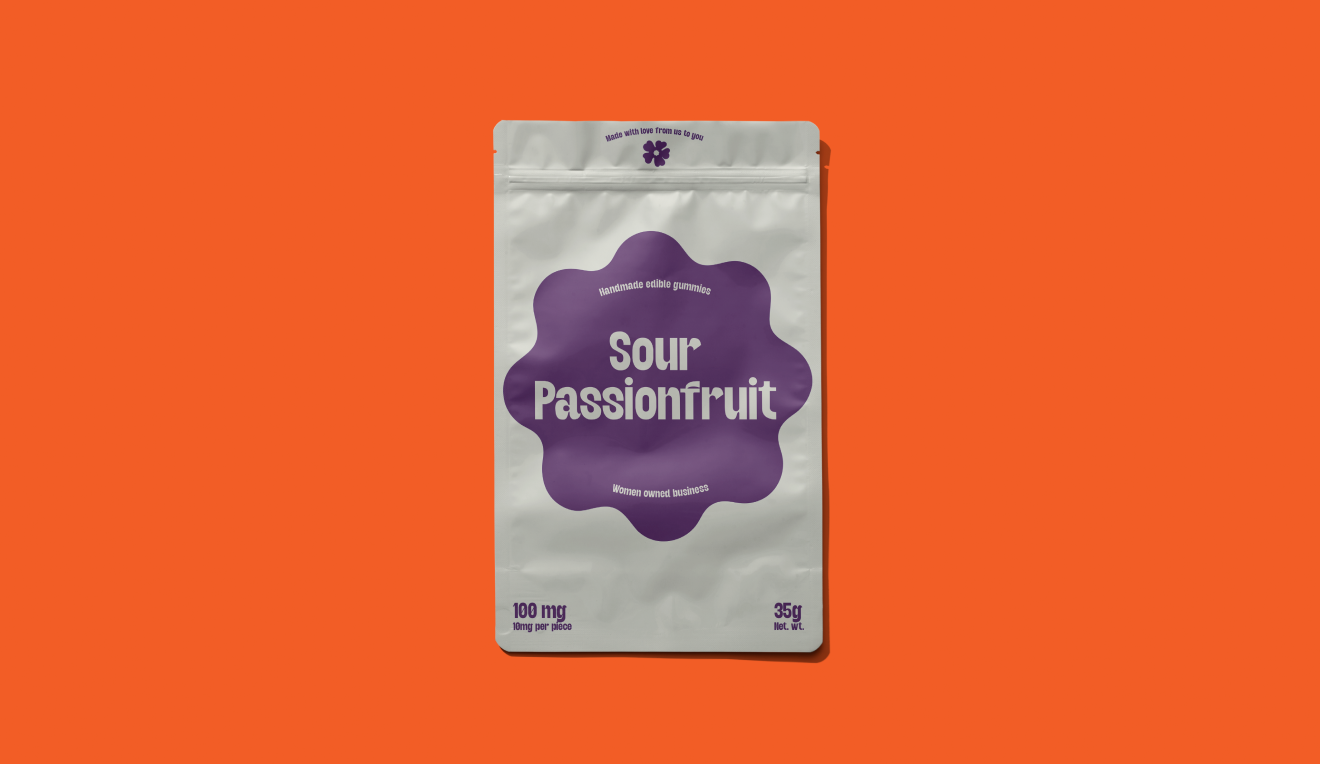 Made with love from us to you
Handmade edible gummies
Sour
Passionfruit
Women owned business
100 mg
10mg per piece
35g
Net. wt.